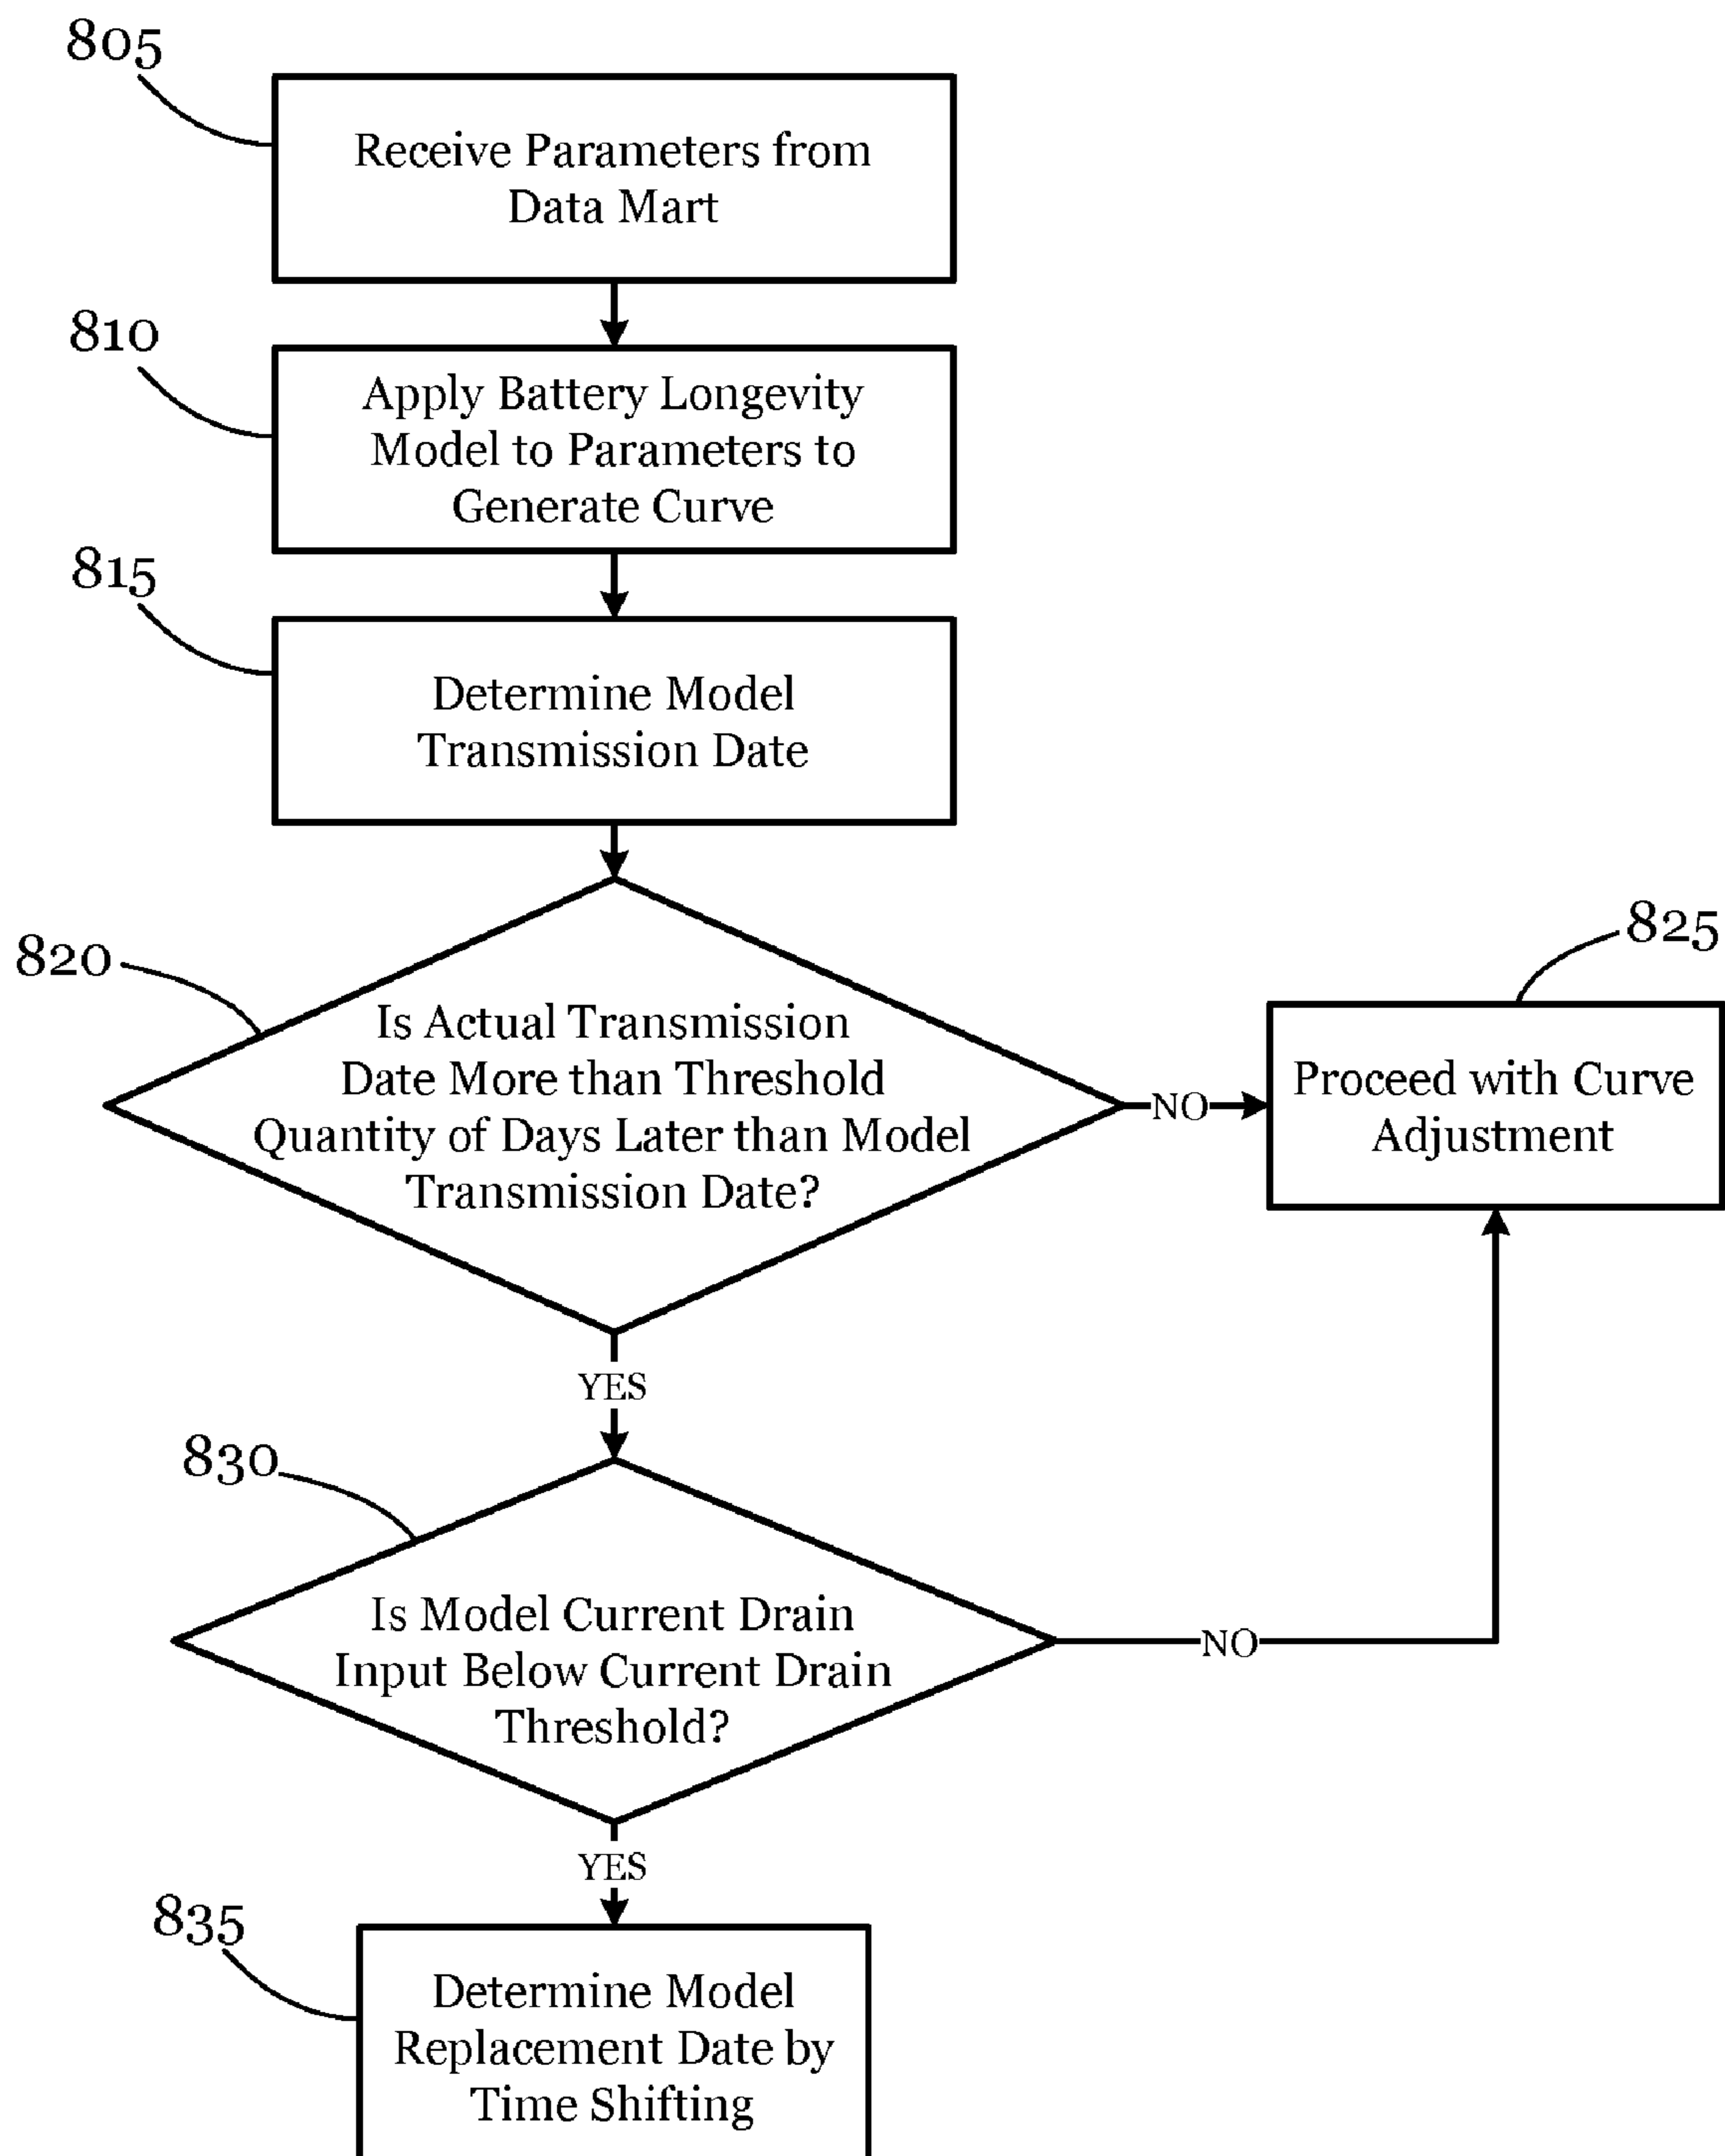 805
Receive Parameters from
Data Mart
810
Apply Battery Longevity
Model to Parameters to
Generate Curve
815
Determine Model
Transmission Date
820
Is Actual Transmission
Date More than Threshold
Quantity of Days Later than Model
Transmission Date?
NO
825
Proceed with Curve
Adjustment
YES
830
Is Model Current Drain
Input Below Current Drain
Threshold?
NO
YES
835
Determine Model
Replacement Date by
Time Shifting